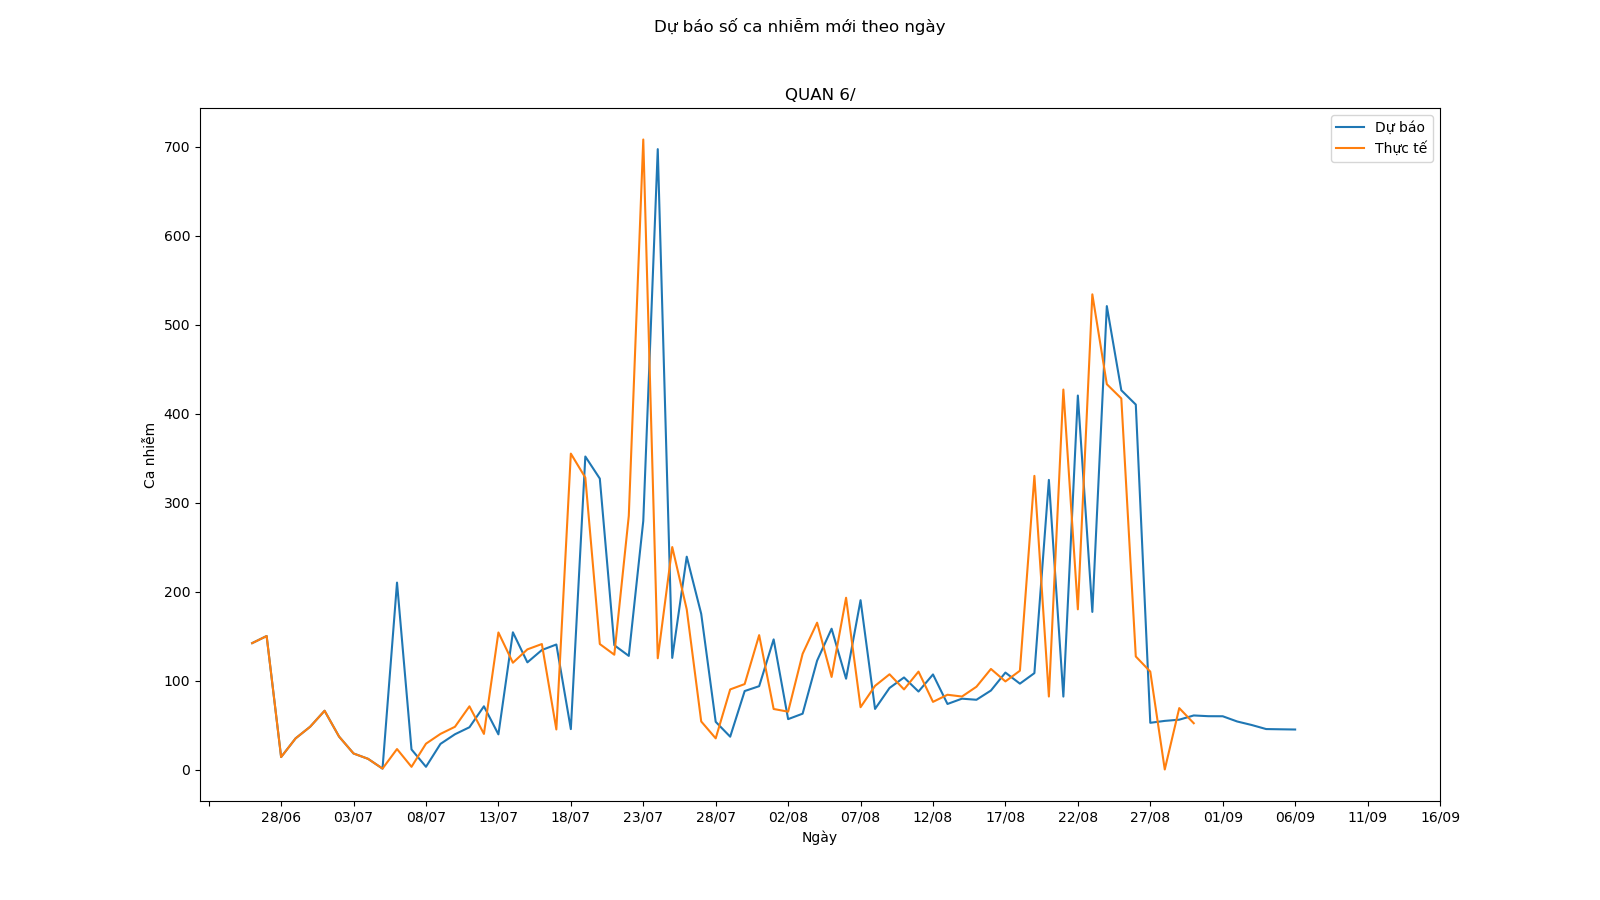 Dự báo số ca nhiễm mới theo ngày
QUAN 6/
Dự báo
Thực tế
700
600
500
400
300
200
100
0
Ca nhiễm
28/06 03/07 08/07 13/07 18/07 23/07 28/07 02/08 07/08 12/08 17/08 22/08 27/08 01/09 06/09 11/09 16/09
Ngày